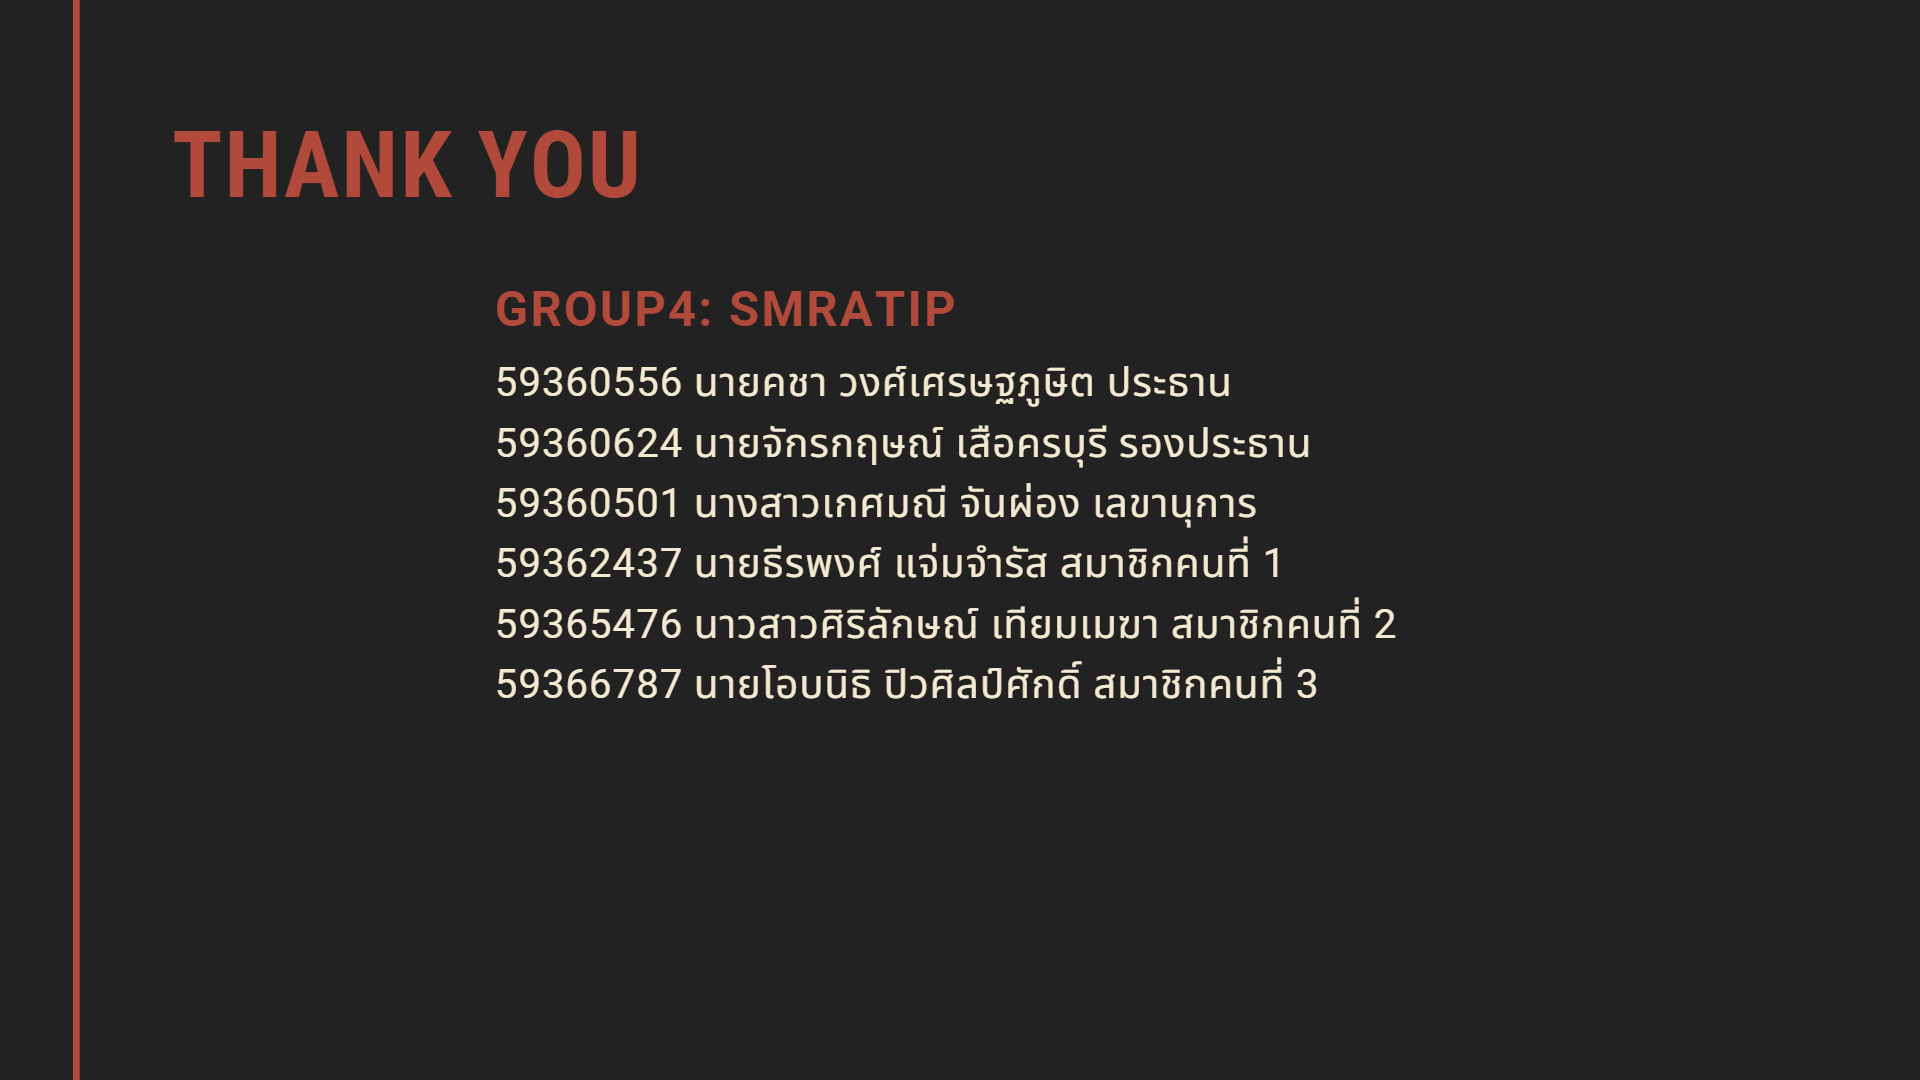 THANK YOU
GROUP4: SMRATIP
59360556 นายคชา วงศ์เศรษฐภูษิต ประธาน
59360624 นายจักรกฤษณ์ เสือครบุรี รองประธาน
59360501 นางสาวเกศมณี จันผ่อง เลขานุการ
59362437 นายธีรพงศ์ แจ่มจำรัส สมาชิกคนที่ 1
59365476 นาวสาวศิริลักษณ์ เทียมเมฆา สมาชิกคนที่ 2
59366787 นายโอบนิธิ ปิวศิลป์ศักดิ์ สมาชิกคนที่ 3